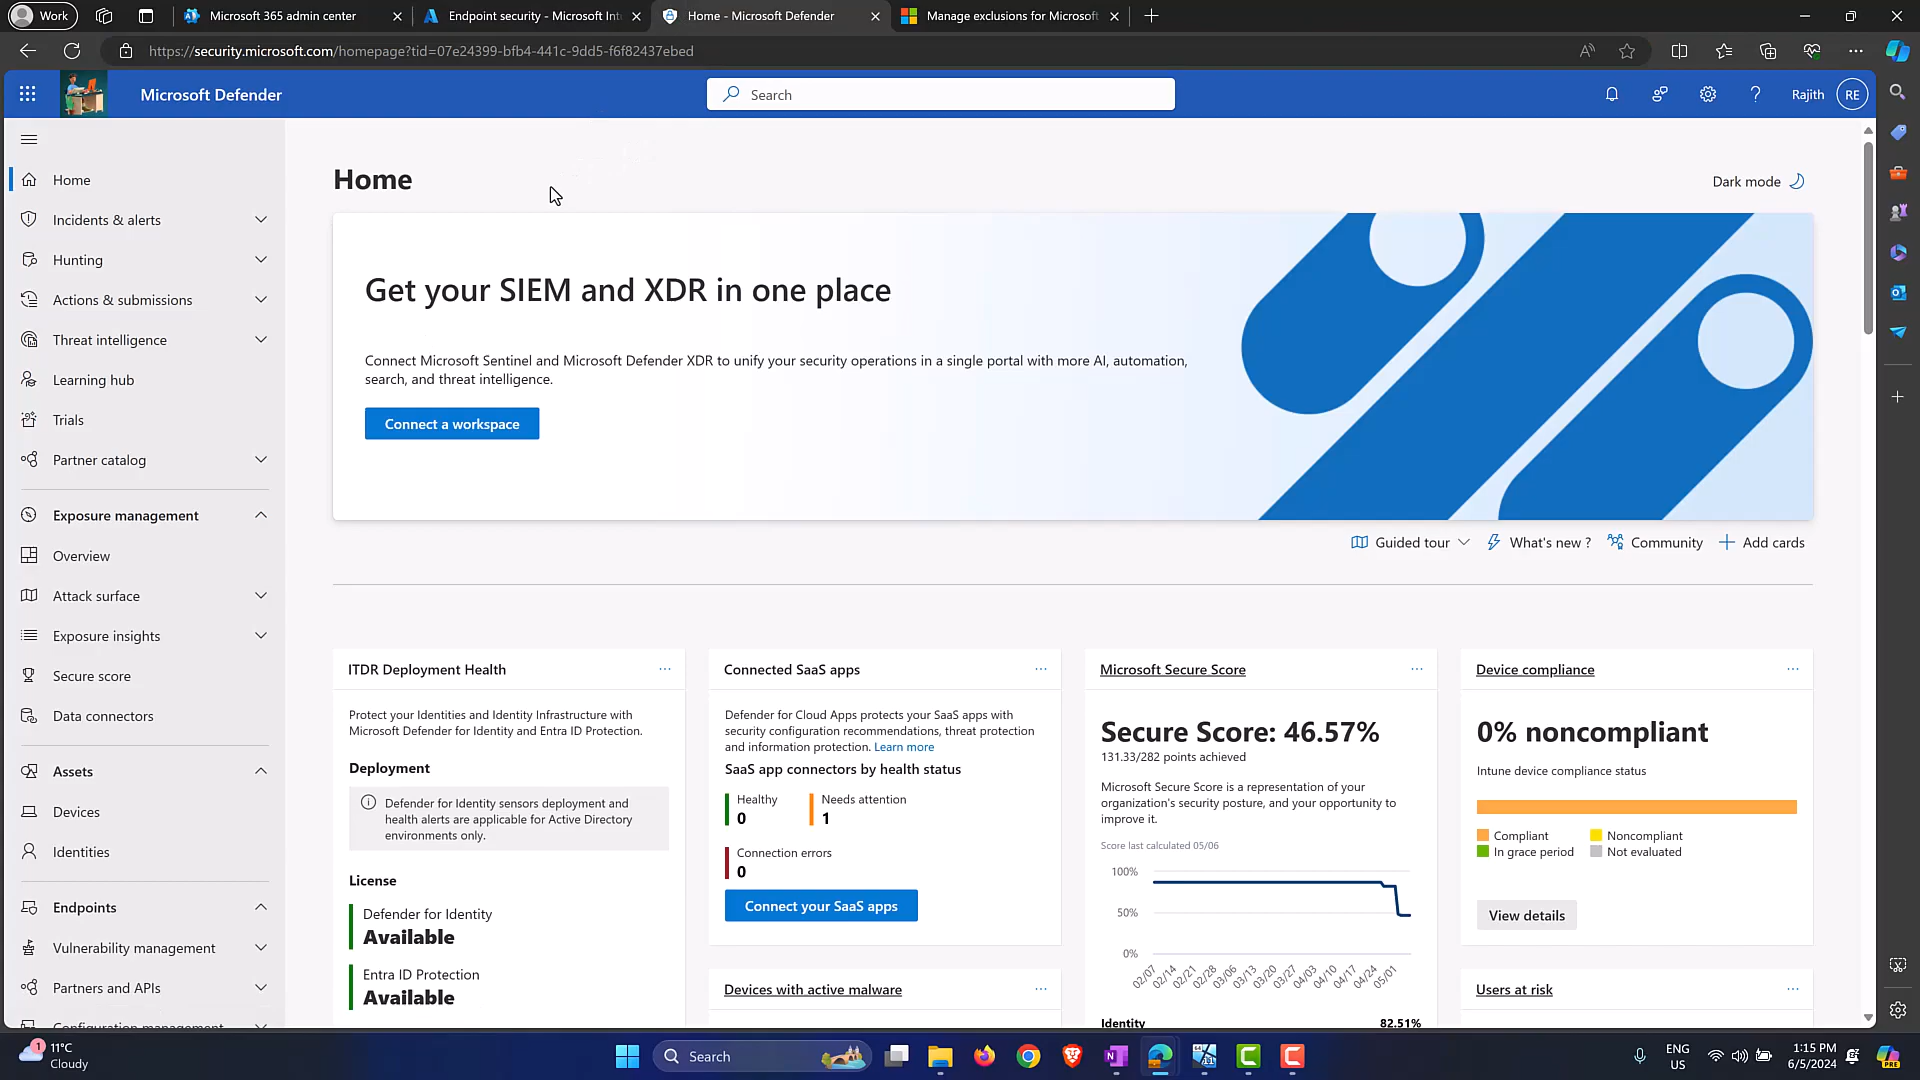 Work
Microsoft 365 admin center
Endpoint security - Microsoft Int
Home - Microsoft Defender
Manage exclusions for Microsoft
https://security.microsoft.com/homepage?tid=07e24399-bfb4-441c-9dd5-f6f82437ebed
Microsoft Defender
Search
Rajith
RE
Home
Incidents & alerts
Hunting
Actions & submissions
Threat intelligence
Learning hub
Trials
Partner catalog
Exposure management
Overview
Attack surface
Exposure insights
Secure score
Data connectors
Assets
Devices
Identities
Endpoints
Vulnerability management
Partners and APIs
Configuration management
Home
Dark mode
Get your SIEM and XDR in one place
Connect Microsoft Sentinel and Microsoft Defender XDR to unify your security operations in a single portal with more AI, automation,
search, and threat intelligence.
Connect a workspace
Guided tour
What's new ?
Community
Add cards
ITDR Deployment Health
Protect your Identities and Identity Infrastructure with
Microsoft Defender for Identity and Entra ID Protection.
Deployment
Defender for Identity sensors deployment and
health alerts are applicable for Active Directory
environments only.
License
Defender for Identity
Available
Entra ID Protection
Available
Connected SaaS apps
Defender for Cloud Apps protects your SaaS apps with
security configuration recommendations, threat protection
and information protection. Learn more
SaaS app connectors by health status
Healthy
0
Needs attention
1
Connection errors
0
Connect your SaaS apps
Devices with active malware
Microsoft Secure Score
Secure Score: 46.57%
131.33/282 points achieved
Microsoft Secure Score is a representation of your
organization's security posture, and your opportunity to
improve it.
Score last calculated 05/06
100%
50%
0%
02/07 02/14 02/21 02/28 03/06 03/13 03/20 03/27 04/03 04/10 04/17 04/24 05/01
Identity 82.51%
Device compliance
0% noncompliant
Intune device compliance status
Compliant
Noncompliant
In grace period
Not evaluated
View details
Users at risk
1
11°C
Cloudy
Search
ENG
US
1:15 PM
6/5/2024
PRE